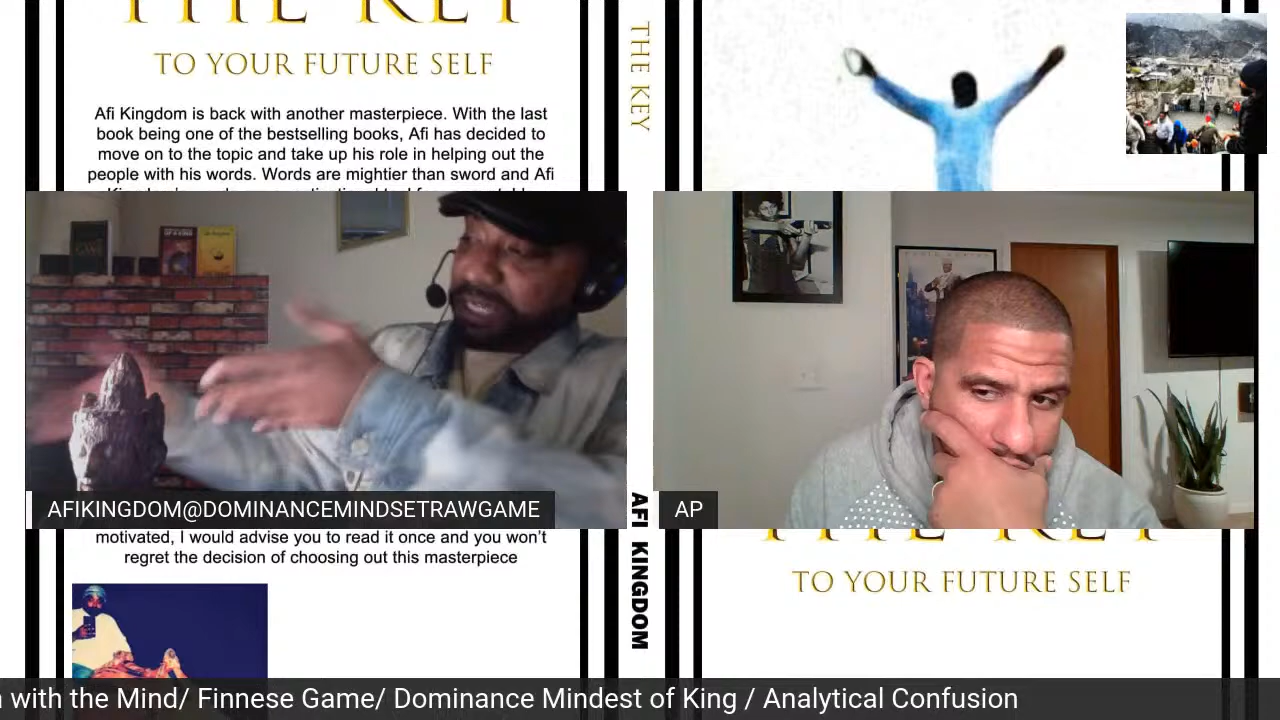 THE KEY
TO YOUR FUTURE SELF
Afi Kingdom is back with another masterpiece. With the last
book being one of the bestselling books, Afi has decided to
move on to the topic and take up his role in helping out the
people with his words. Words are mightier than sword and Afi
AFIKINGDOM@DOMINANCEMINDSETRAWGAME
motivated, I would advise you to read it once and you won’t
regret the decision of choosing out this masterpiece
THE KEY
AFI KINGDOM
AP
THE KEY
TO YOUR FUTURE SELF
with the Mind/ Finnese Game/ Dominance Mindest of King / Analytical Confusion